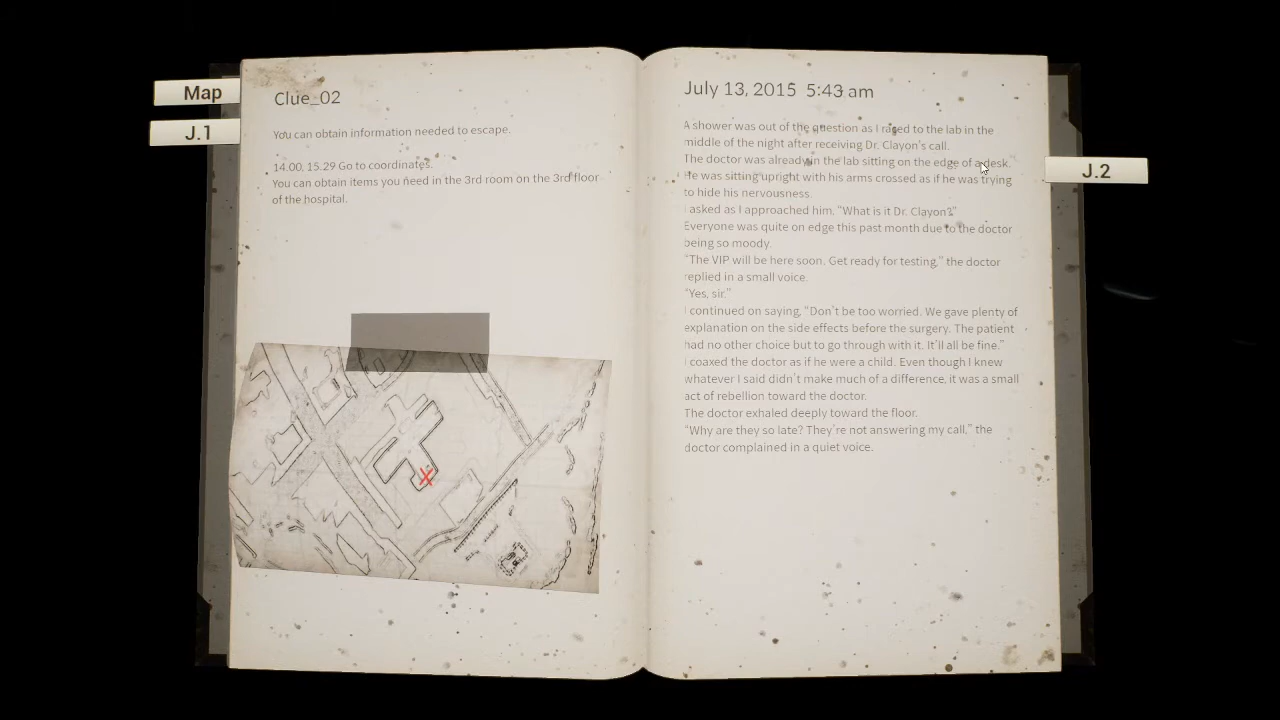 Map
J.1
Clue_02
You can obtain information needed to escape.
14.00, 15.29 Go to coordinates.
You can obtain items you need in the 3rd room on the 3rd floor
of the hospital.
July 13, 2015 5:43 am
A shower was out of the question as I raced to the lab in the
middle of the night after receiving Dr. Clayon's call.
The doctor was already in the lab sitting on the edge of a desk.
He was sitting upright with his arms crossed as if he was trying
to hide his nervousness.
I asked as I approached him, "What is it Dr. Clayon?"
Everyone was quite on edge this past month due to the doctor
being so moody.
"The VIP will be here soon. Get ready for testing," the doctor
replied in a small voice.
"Yes, sir."
I continued on saying, "Don't be too worried. We gave plenty of
explanation on the side effects before the surgery. The patient
had no other choice but to go through with it. It'll all be fine."
I coaxed the doctor as if he were a child. Even though I knew
whatever I said didn't make much of a difference, it was a small
act of rebellion toward the doctor.
The doctor exhaled deeply toward the floor.
"Why are they so late? They're not answering my call," the
doctor complained in a quiet voice.
J.2